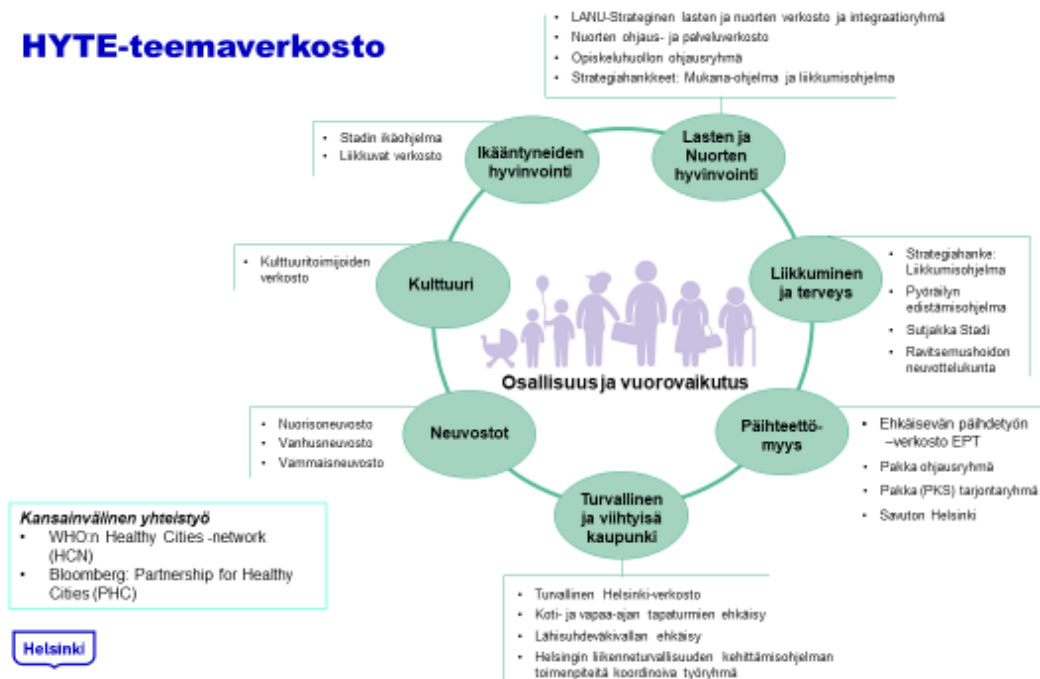 HYTE-teemaverkosto
• LANU-Strateginen lasten ja nuorten verkosto ja integraatioryhmä
• Nuorten ohjaus- ja palveluverkosto
• Opiskeluhuollon ohjausryhmä
• Strategiahankkeet: Mukana-ohjelma ja liikkumisohjelma
• Stadin ikäohjelma
• Liikkuvat verkosto
Ikääntyneiden
hyvinvointi
Lasten ja
Nuorten
hyvinvointi
• Kulttuuritoimijoiden
verkosto
Kulttuuri
Liikkuminen
ja terveys
• Strategiahanke:
Liikkumisohjelma
• Pyöräilyn
edistämisohjelma
• Sutjakka Stadi
• Ravitsemushoidon
neuvottelukunta
Osallisuus ja vuorovaikutus
• Nuorisoneuvosto
• Vanhusneuvosto
• Vammaisneuvosto
Neuvostot
Päihteettö-
myys
• Ehkäisevän päihdetyön
–verkosto EPT
• Pakka ohjausryhmä
• Pakka (PKS) tarjontaryhmä
• Savuton Helsinki
Turvallinen
ja viihtyisä
kaupunki
Kansainvälinen yhteistyö
• WHO:n Healthy Cities -network
(HCN)
• Bloomberg: Partnership for Healthy
Cities (PHC)
• Turvallinen Helsinki-verkosto
• Koti- ja vapaa-ajan tapaturmien ehkäisy
• Lähisuhdeväkivallan ehkäisy
• Helsingin liikenneturvallisuuden kehittämisohjelman
toimenpiteitä koordinoiva työryhmä
Helsinki